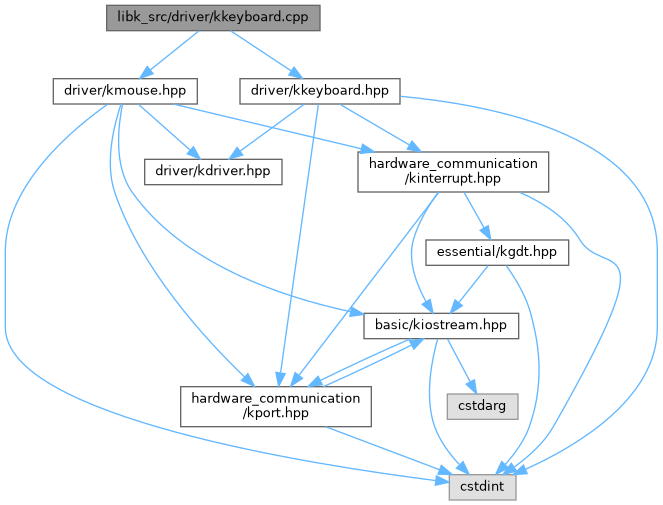 libk_src/driver/kkeyboard.cpp
driver/kmouse.hpp
driver/kkeyboard.hpp
driver/kdriver.hpp
hardware_communication
/kinterrupt.hpp
essential/kgdt.hpp
basic/kiostream.hpp
hardware_communication
/kport.hpp
cstdarg
cstdint